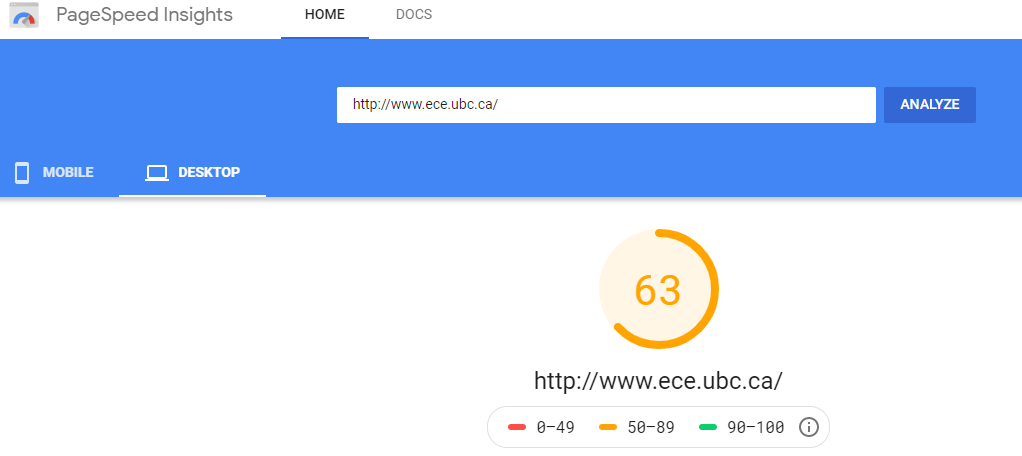 PageSpeed Insights HOME DOCS
http://www.ece.ubc.ca/ ANALYZE
MOBILE DESKTOP
63
http://www.ece.ubc.ca/
0–49 50–89 90–100